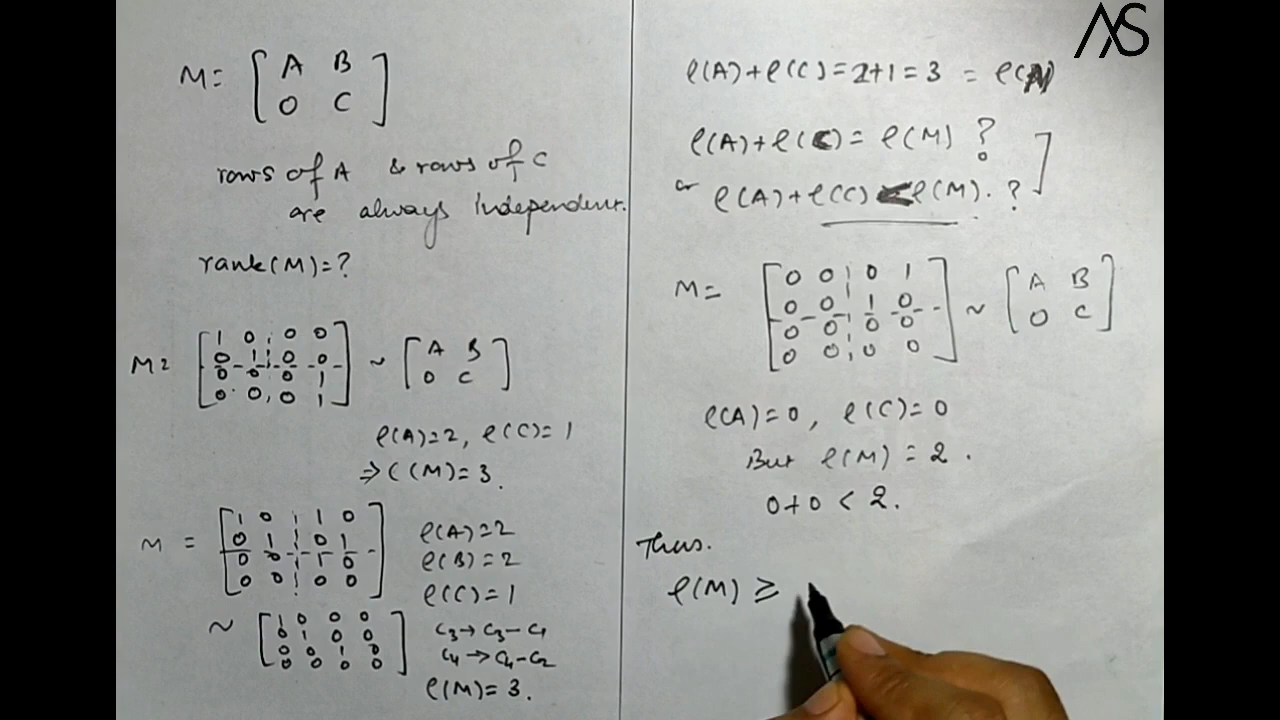 NS
M= [ A B
0 C ]
rows of A & rows of C
are always independent.
rank(M)=?
M= [ 1 0 0 0
0 1 0 0
0 0 0 1
0 0 0 1 ] ~ [ A B
0 C ]
ρ(A)=2, ρ(C)=1
⇒ ρ(M)=3.
M = [ 1 0 1 0
0 1 0 1
0 0 1 0
0 0 0 0 ]
ρ(A)=2
ρ(B)=2
ρ(C)=1
~ [ 1 0 0 0
0 1 0 0
0 0 1 0
0 0 0 0 ]
C3→C3-C1
C4→C4-C2
ρ(M)=3.
ρ(A)+ρ(C)=2+1=3 = ρ(M)
ρ(A)+ρ(C)= ρ(M) ?
or ρ(A)+ρ(C) < ρ(M). ?
M= [ 0 0 0 1
0 0 1 0
0 0 0 0
0 0 0 0 ] ~ [ A B
0 C ]
ρ(A)=0, ρ(C)=0
But ρ(M)=2.
0+0<2.
Thus.
ρ(M) ≥